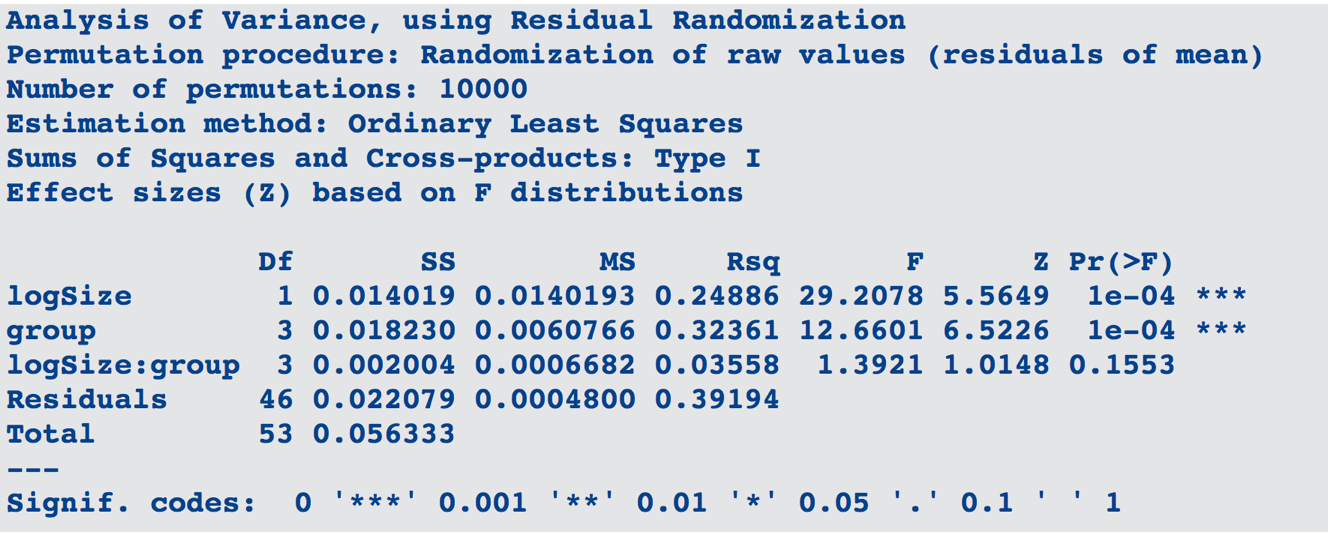 Analysis of Variance, using Residual Randomization
Permutation procedure: Randomization of raw values (residuals of mean)
Number of permutations: 10000
Estimation method: Ordinary Least Squares
Sums of Squares and Cross-products: Type I
Effect sizes (Z) based on F distributions
Df SS MS Rsq F Z Pr(>F)
logSize 1 0.014019 0.0140193 0.24886 29.2078 5.5649 1e-04 ***
group 3 0.018230 0.0060766 0.32361 12.6601 6.5226 1e-04 ***
logSize:group 3 0.002004 0.0006682 0.03558 1.3921 1.0148 0.1553
Residuals 46 0.022079 0.0004800 0.39194
Total 53 0.056333
---
Signif. codes: 0 '***' 0.001 '**' 0.01 '*' 0.05 '.' 0.1 ' ' 1